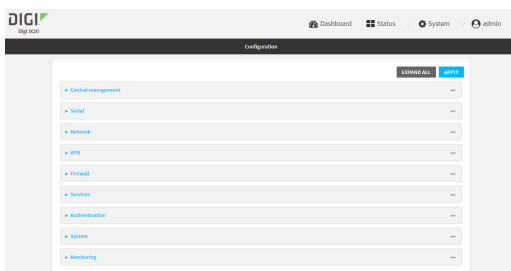 DIGI
Digi IX20
Dashboard Status System admin
Configuration
EXPAND ALL APPLY
Central management
Serial
Network
VPN
Firewall
Services
Authentication
System
Monitoring